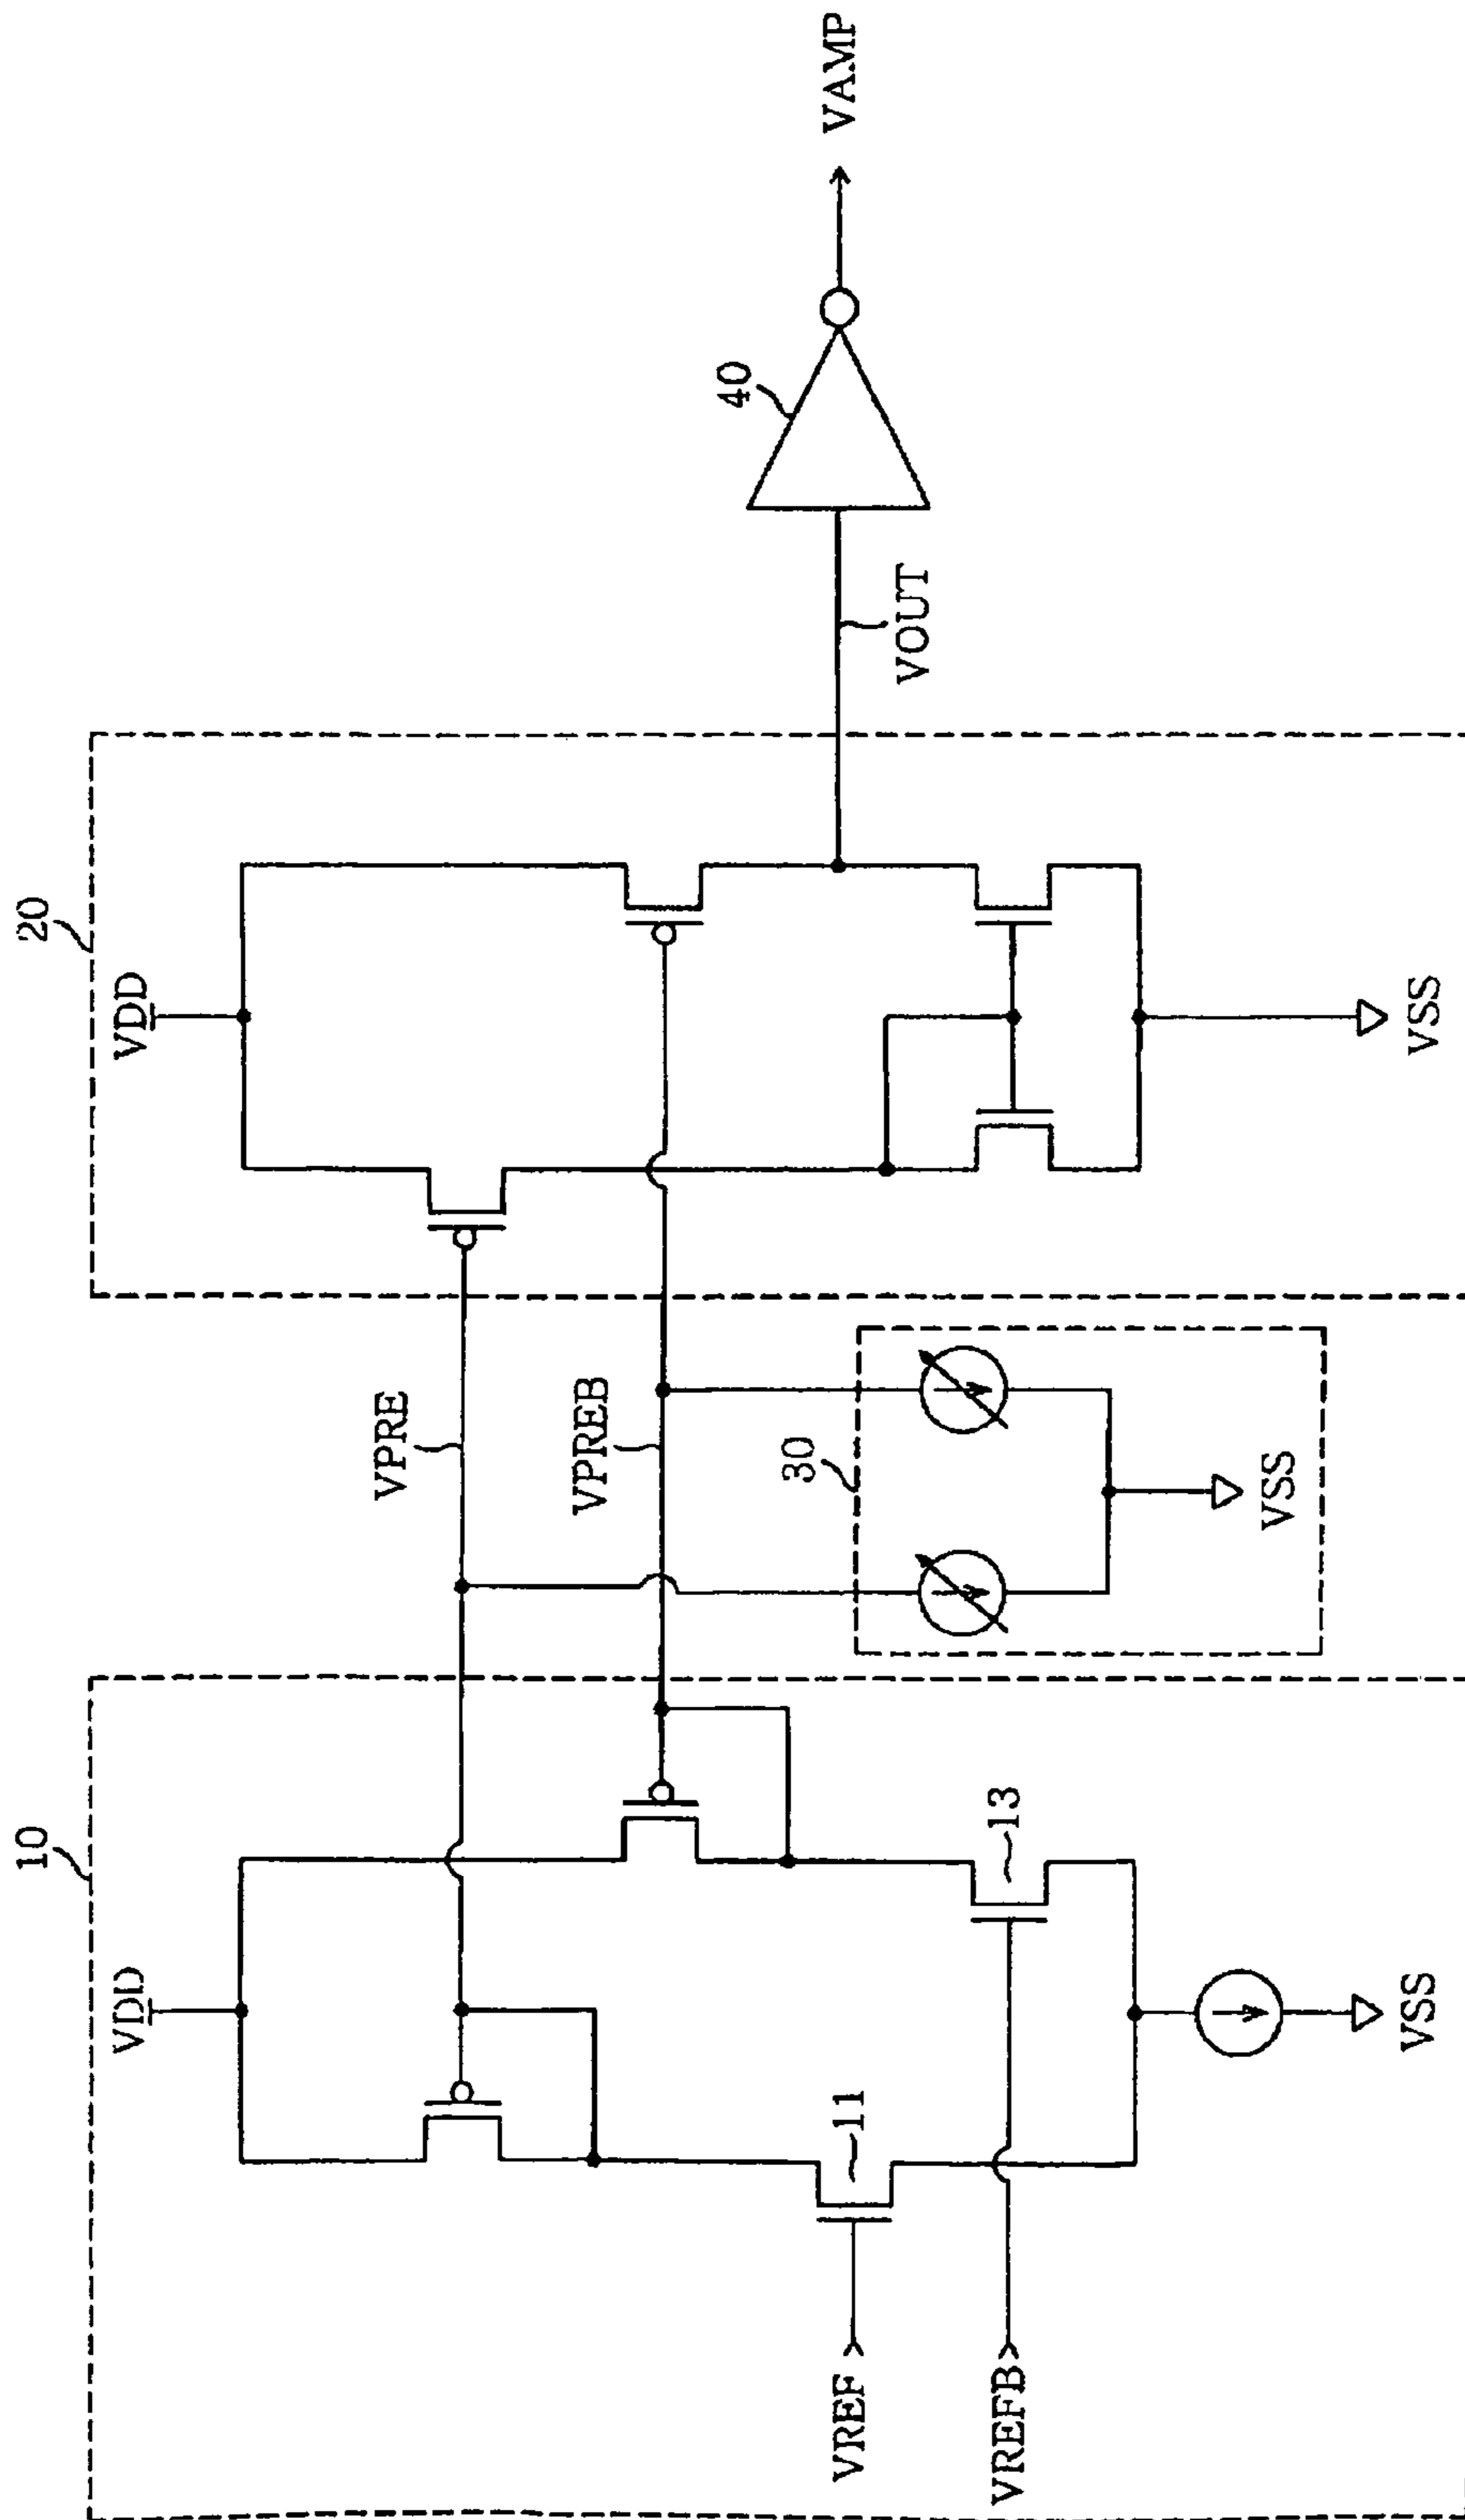 10
VDD
VREF
11
VREFB
13
VSS
VPRE
VPREB
30
VSS
20
VDD
VSS
VOUT
40
VAMP